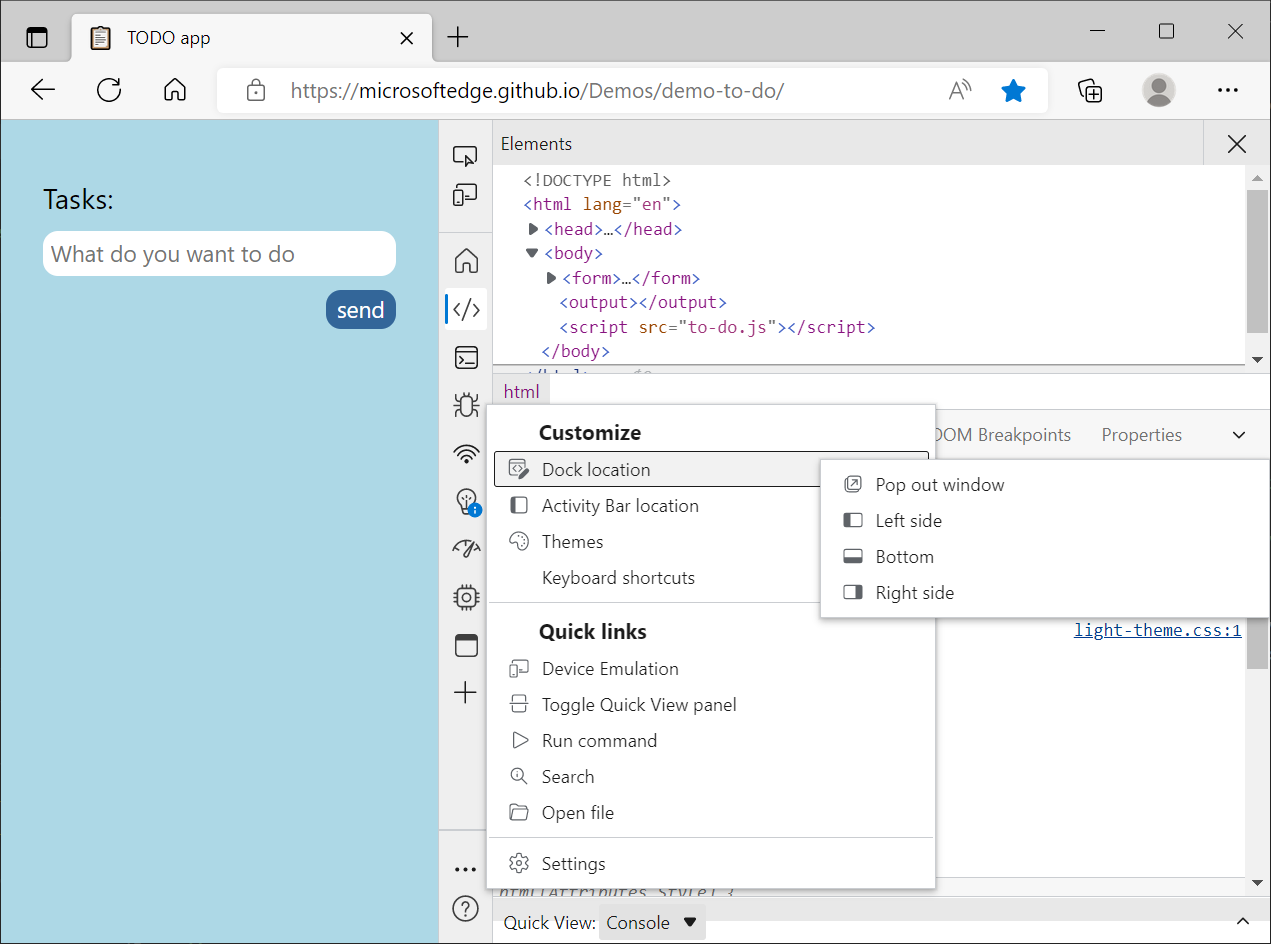 TODO app
https://microsoftedge.github.io/Demos/demo-to-do/
Tasks:
What do you want to do
send
Elements
<!DOCTYPE html>
<html lang="en">
<head>…</head>
<body>
<form>…</form>
<output></output>
<script src="to-do.js"></script>
</body>
html
DOM Breakpoints
Properties
Customize
Dock location
Activity Bar location
Themes
Keyboard shortcuts
Pop out window
Left side
Bottom
Right side
light-theme.css:1
Quick links
Device Emulation
Toggle Quick View panel
Run command
Search
Open file
Settings
Quick View: Console